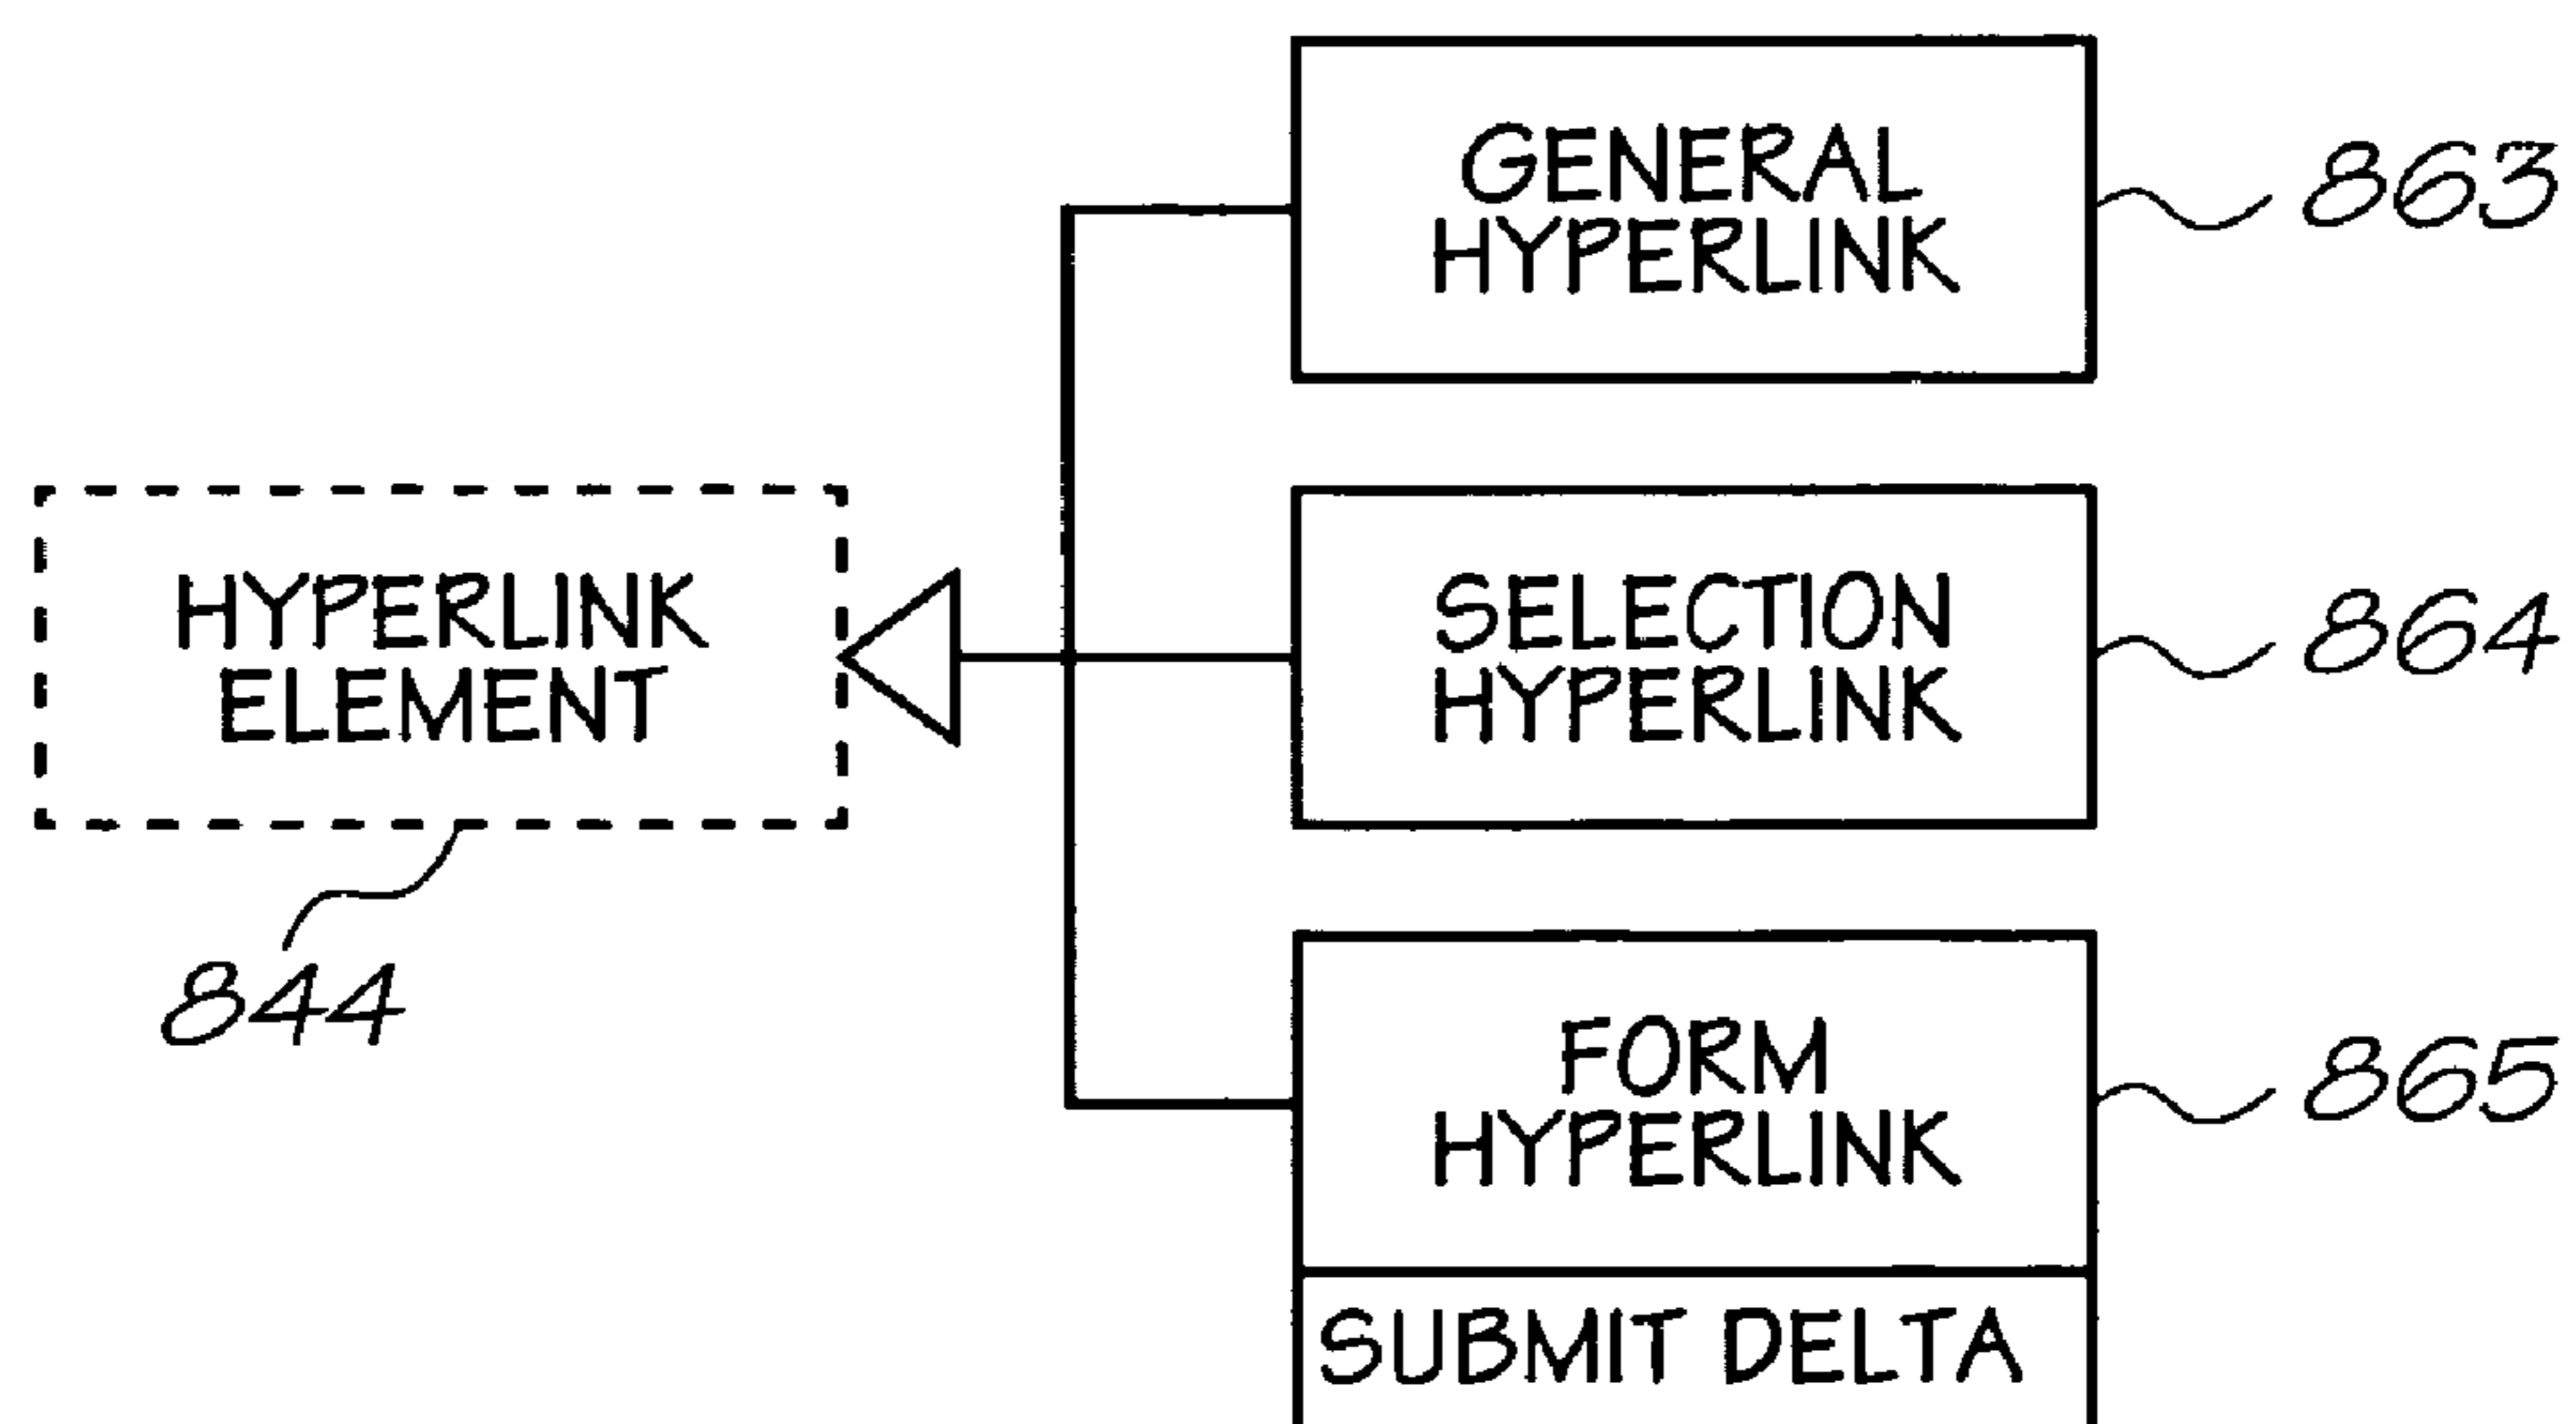 GENERAL
HYPERLINK
863
HYPERLINK
ELEMENT
844
SELECTION
HYPERLINK
864
FORM
HYPERLINK
865
SUBMIT DELTA